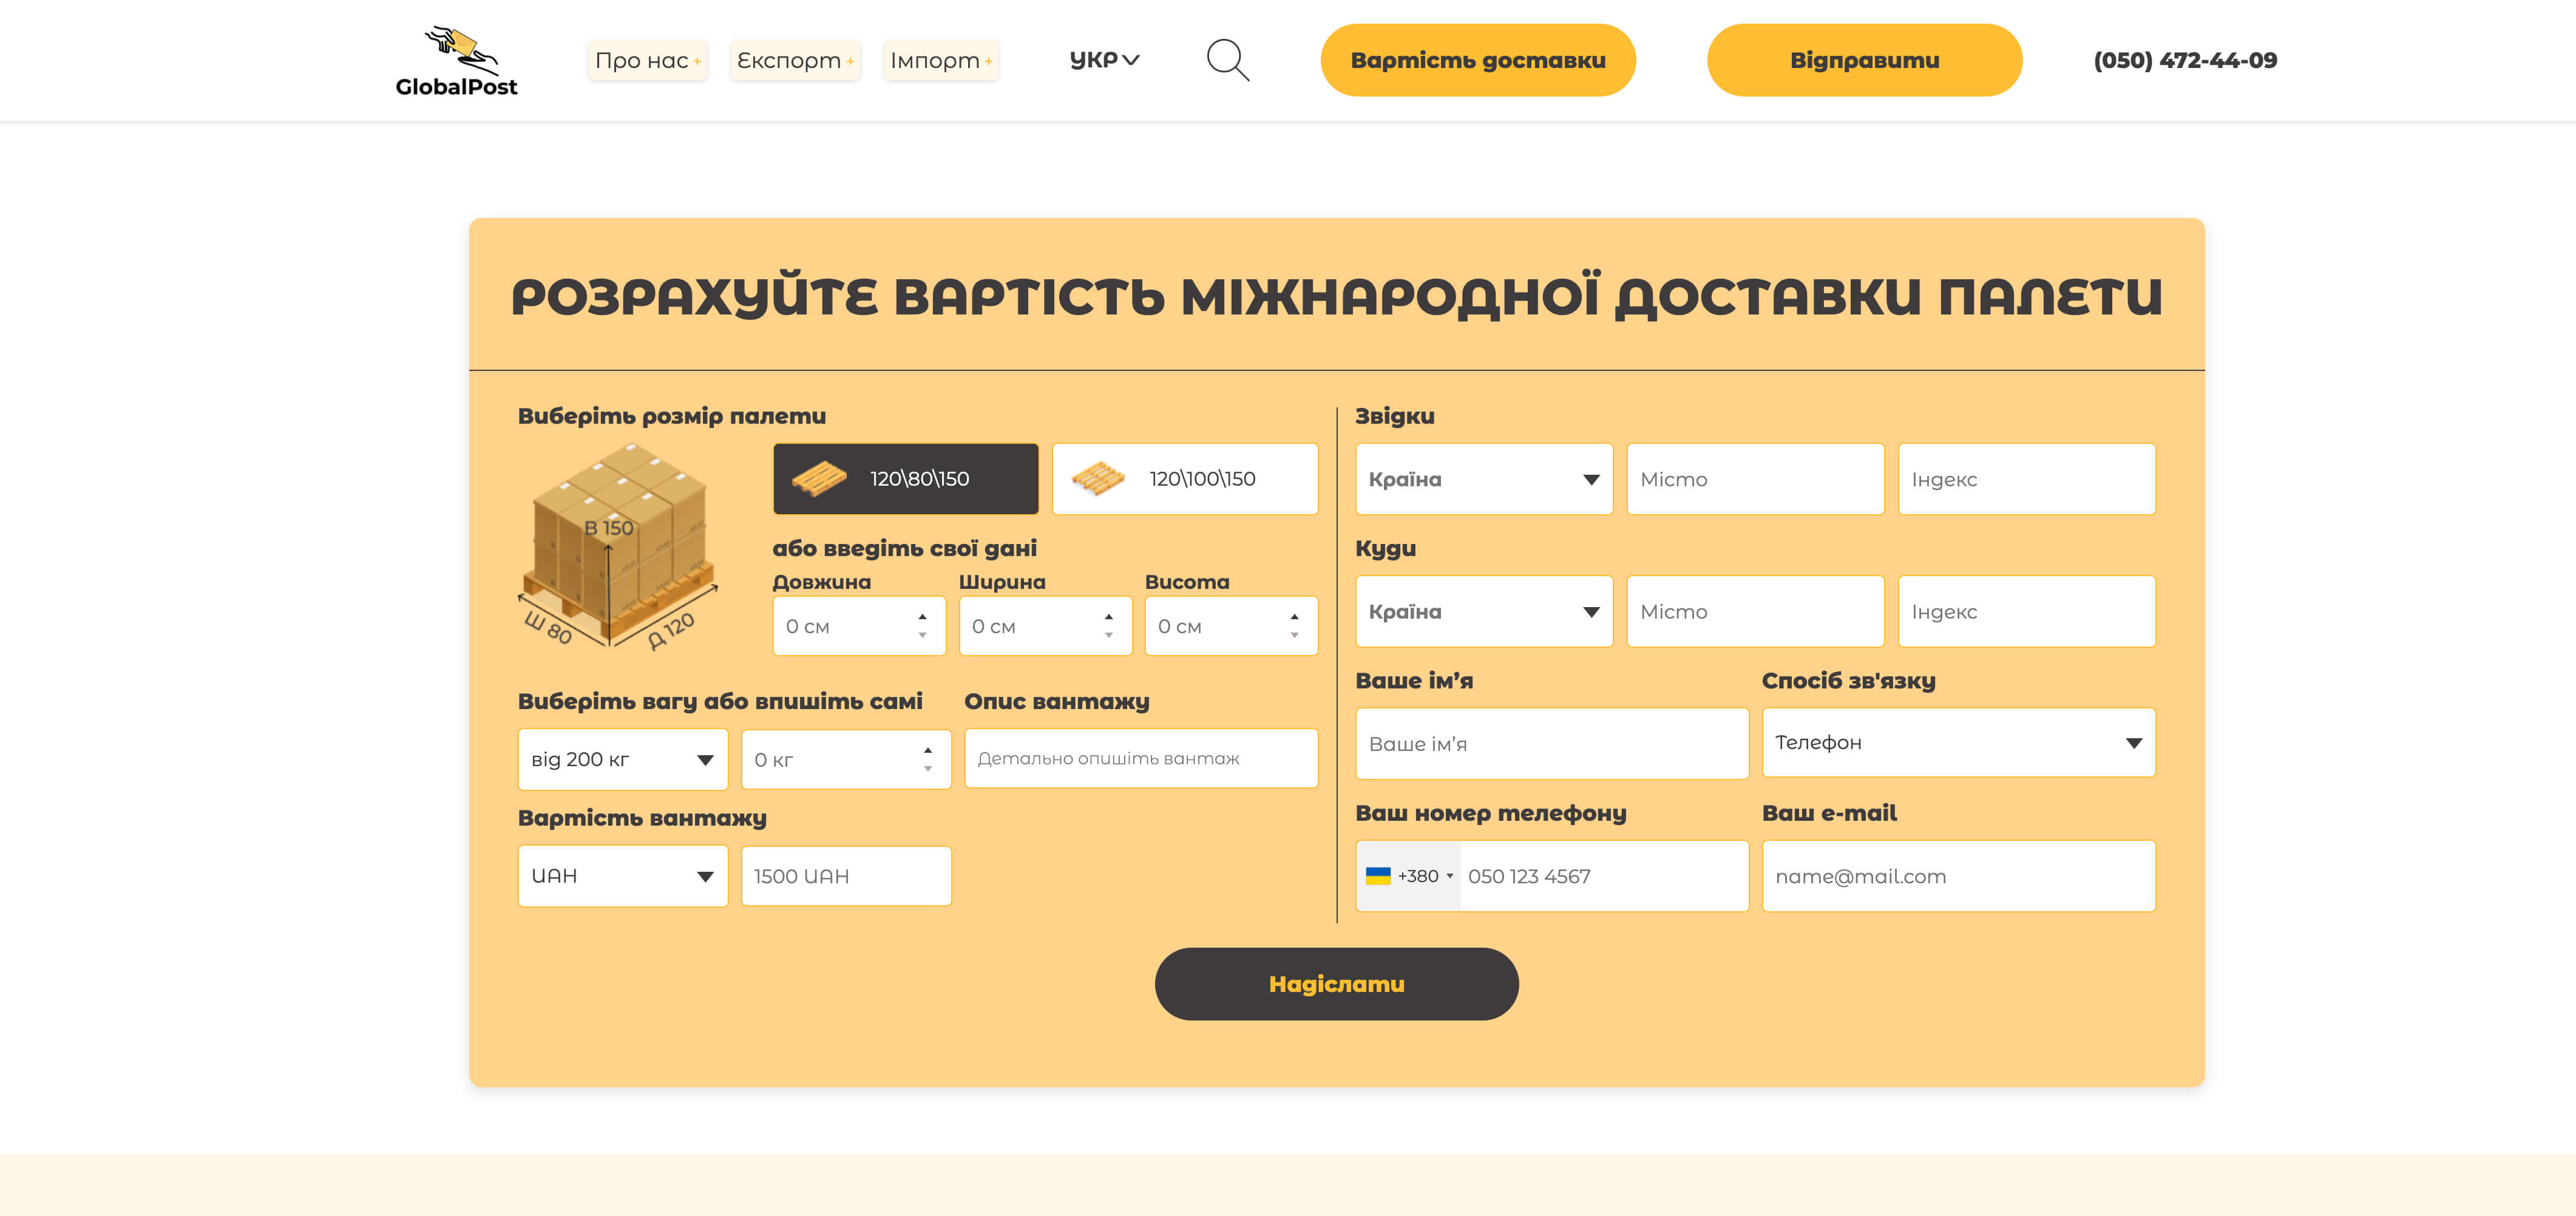 GlobalPost
Про нас +
Експорт +
Імпорт +
УКР
Вартість доставки
Відправити
(050) 472-44-09
РОЗРАХУЙТЕ ВАРТІСТЬ МІЖНАРОДНОЇ ДОСТАВКИ ПАЛЕТИ
Виберіть розмір палети
В 150
Ш 80
Д 120
120\80\150
120\100\150
або введіть свої дані
Довжина
Ширина
Висота
0 см
0 см
0 см
Виберіть вагу або впишіть самі
Опис вантажу
від 200 кг
0 кг
Детально опишіть вантаж
Вартість вантажу
UAH
1500 UAH
Звідки
Країна
Місто
Індекс
Куди
Країна
Місто
Індекс
Ваше ім’я
Спосіб зв'язку
Ваше ім’я
Телефон
Ваш номер телефону
Ваш e-mail
+380
050 123 4567
name@mail.com
Надіслати